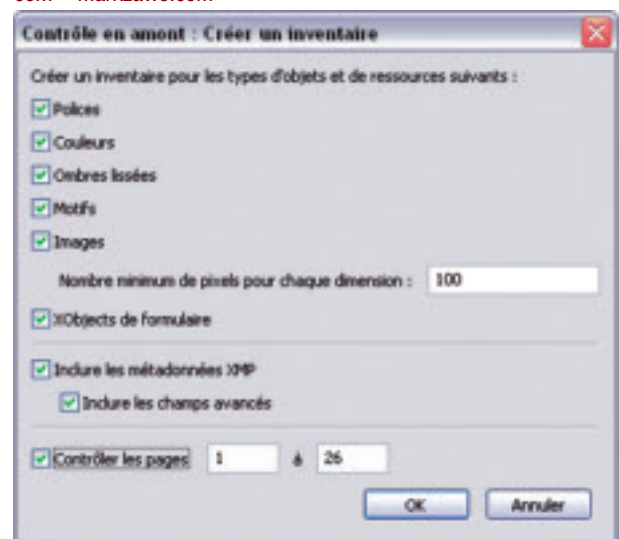 Contrôle en amont : Créer un inventaire
Créer un inventaire pour les types d'objets et de ressources suivants :
Polices
Couleurs
Ombres lissées
Motifs
Images
Nombre minimum de pixels pour chaque dimension : 100
XObjects de formulaire
Inclure les métadonnées XMP
Inclure les champs avancés
Contrôler les pages 1 à 26
OK Annuler